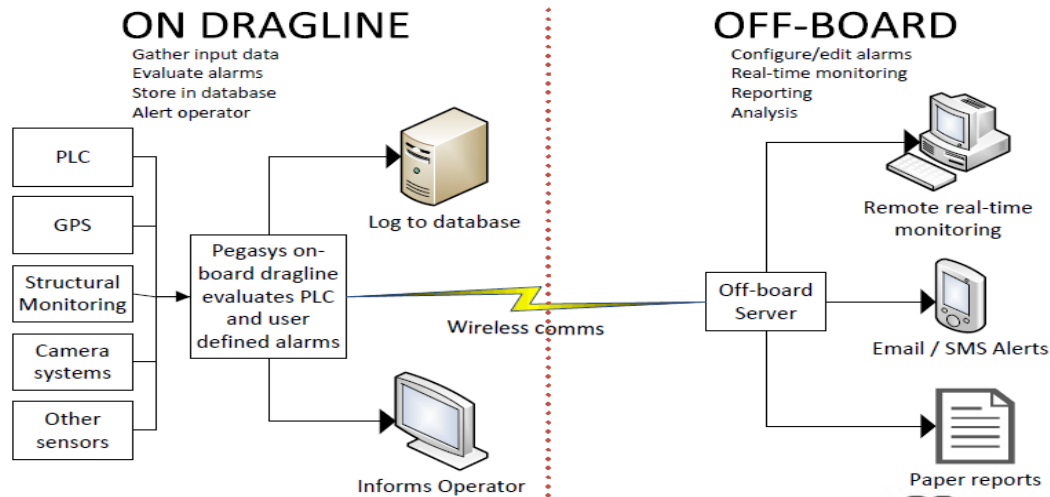 ON DRAGLINE
Gather input data
Evaluate alarms
Store in database
Alert operator
PLC
GPS
Structural
Monitoring
Camera
systems
Other
sensors
Pegasys on-
board dragline
evaluates PLC
and user
defined alarms
Log to database
Informs Operator
Wireless comms
OFF-BOARD
Configure/edit alarms
Real-time monitoring
Reporting
Analysis
Off-board
Server
Remote real-time
monitoring
Email / SMS Alerts
Paper reports